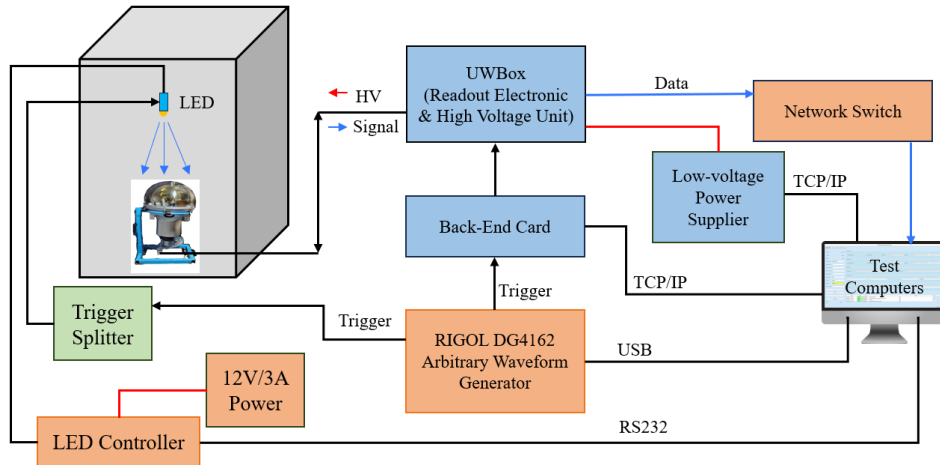 LED
HV
Signal
UWBox
(Readout Electronic
& High Voltage Unit)
Data
Network Switch
Low-voltage
Power
Supplier
TCP/IP
Back-End Card
Test
Computers
TCP/IP
Trigger
Trigger
Splitter
Trigger
RIGOL DG4162
Arbitrary Waveform
Generator
USB
12V/3A
Power
LED Controller
RS232